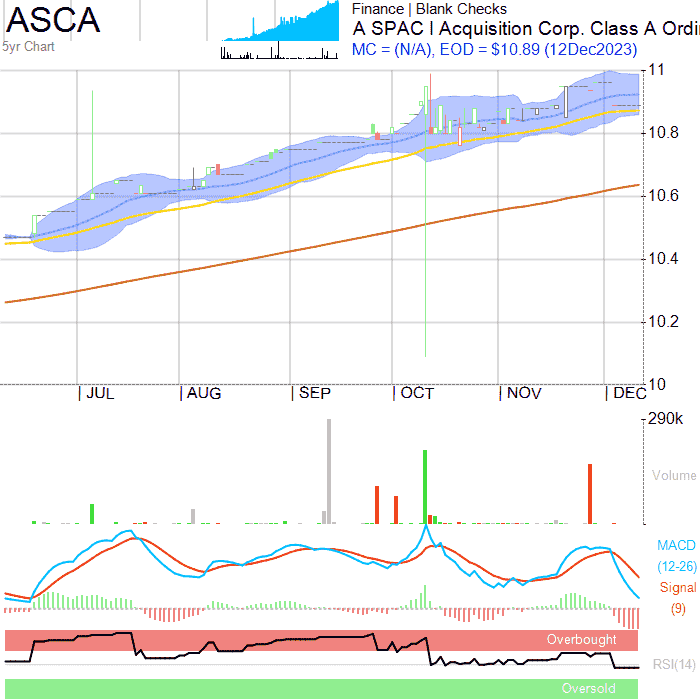 ASCA
5yr Chart
Finance | Blank Checks
A SPAC I Acquisition Corp. Class A Ordi
MC = (N/A), EOD = $10.89 (12Dec2023)
11
10.8
10.6
10.4
10.2
10
| JUL | AUG | SEP | OCT | NOV | DEC
290k
Volume
MACD
(12-26)
Signal
(9)
Overbought
RSI(14)
Oversold